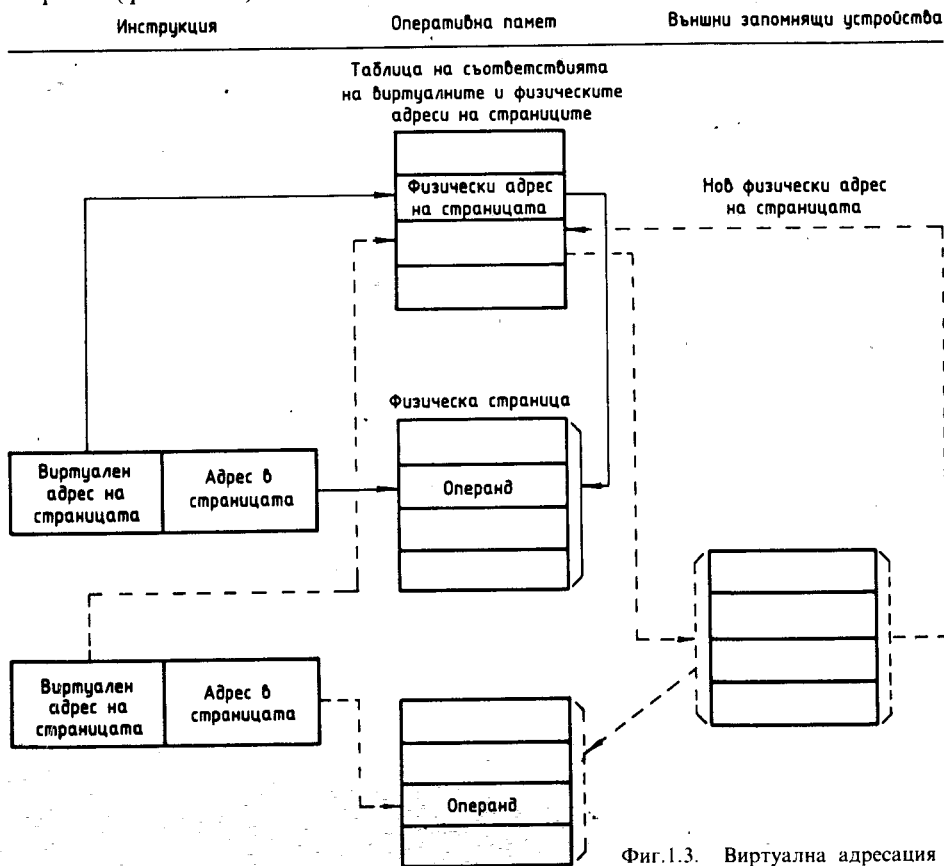 Инструкция
Оперативна памет
Външни запомнящи устройства
Таблица на съответствията
на виртуалните и физическите
адреси на страниците
Физически адрес
на страницата
Нов физически адрес
на страницата
Физическа страница
Виртуален
адрес на
страницата
Адрес в
страницата
Операнд
Виртуален
адрес на
страницата
Адрес в
страницата
Операнд
Фиг.1.3. Виртуална адресация